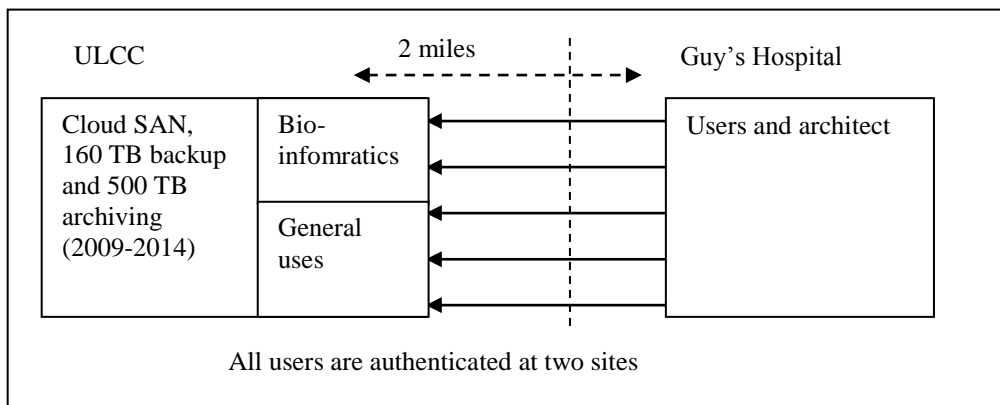 ULCC
2 miles
Guy's Hospital
Cloud SAN,
160 TB backup
and 500 TB
archiving
(2009-2014)
Bio-
infomratics
General
uses
Users and architect
All users are authenticated at two sites